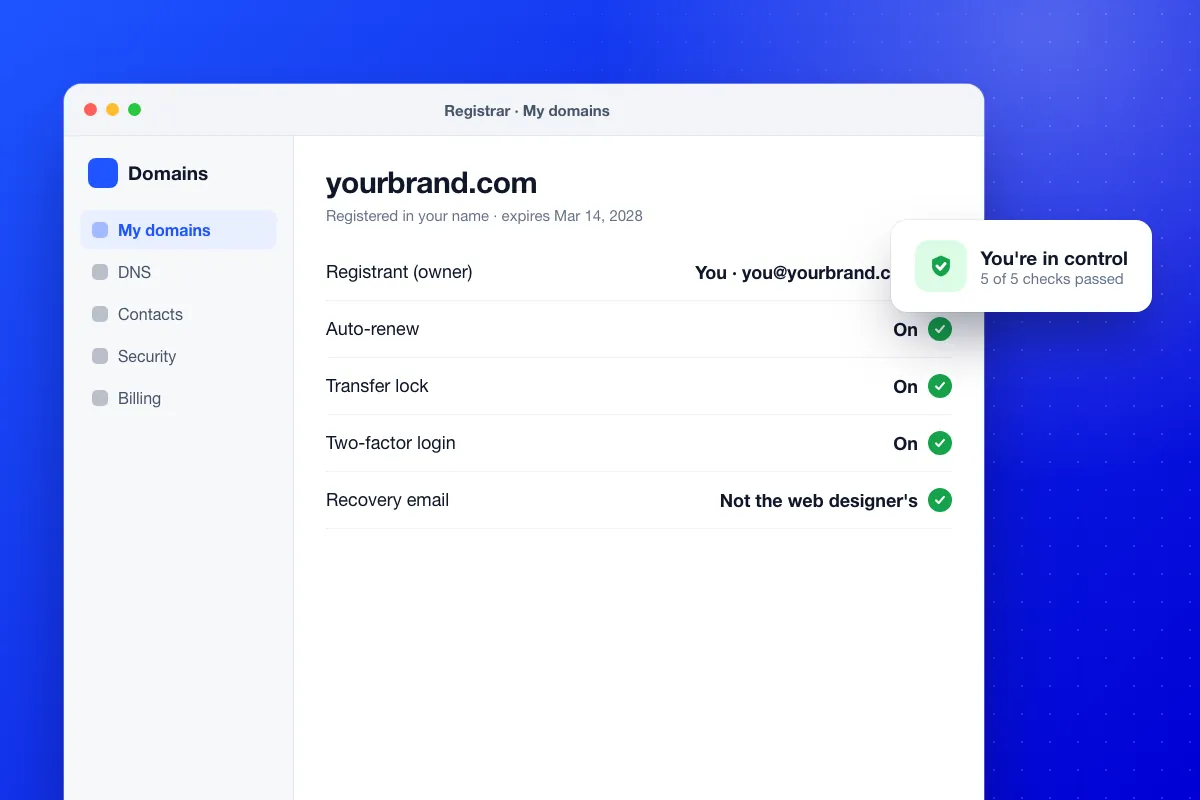 Registrar · My domains
Domains
My domains
DNS
Contacts
Security
Billing
yourbrand.com
Registered in your name · expires Mar 14, 2028
Registrant (owner)
You · you@yourbrand.c
Auto-renew
On
Transfer lock
On
Two-factor login
On
Recovery email
Not the web designer's
You're in control
5 of 5 checks passed